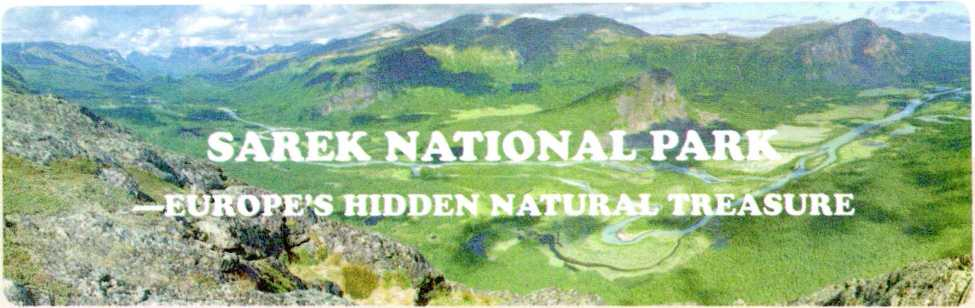 SAREK NATIONAL PARK
—EUROPE'S HIDDEN NATURAL TREASURE